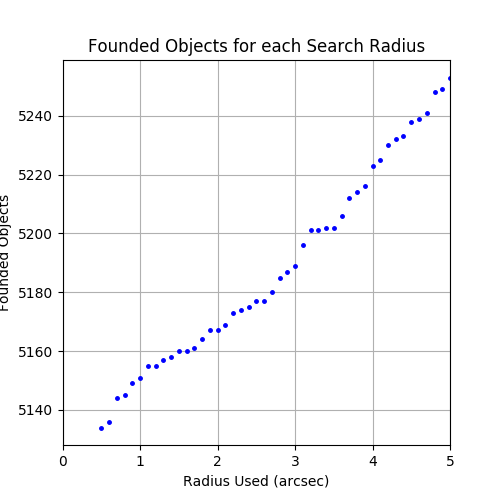 Founded Objects for each Search Radius
5240
5220
5200
5180
5160
5140
Founded Objects
0 1 2 3 4 5
Radius Used (arcsec)